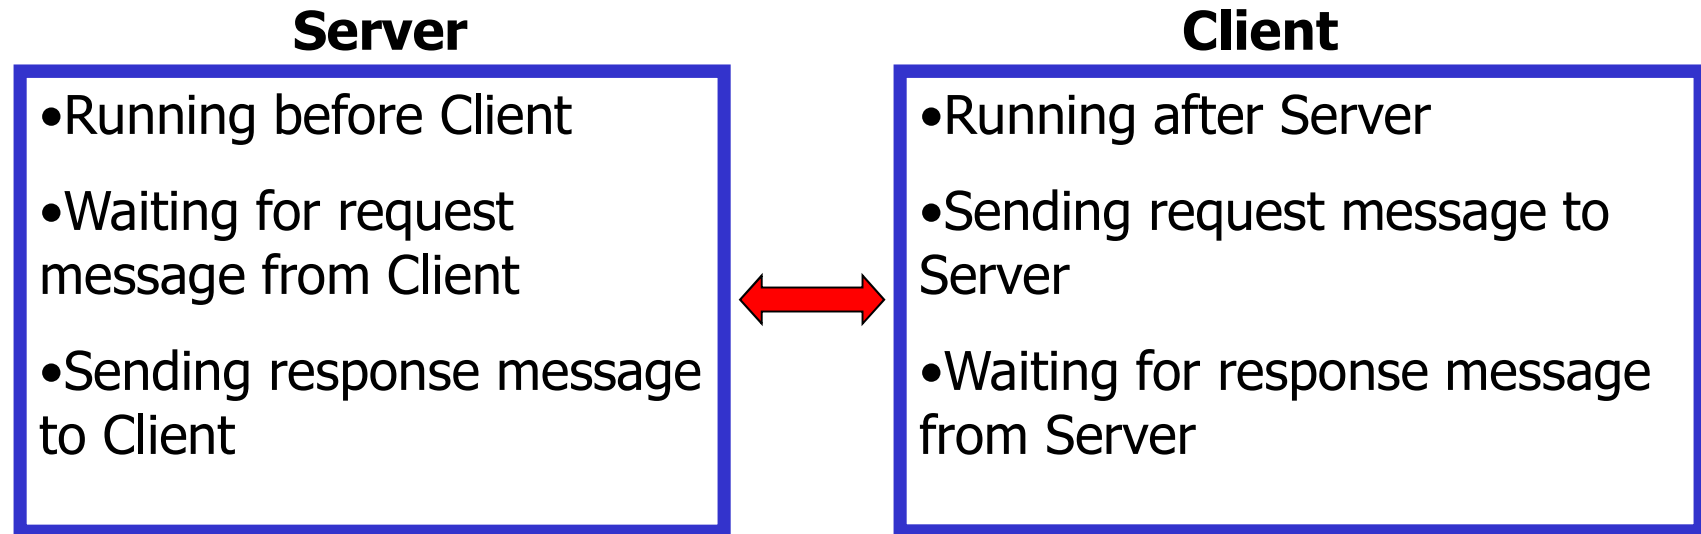 Server
•Running before Client
•Waiting for request
message from Client
•Sending response message
to Client
Client
•Running after Server
•Sending request message to
Server
•Waiting for response message
from Server